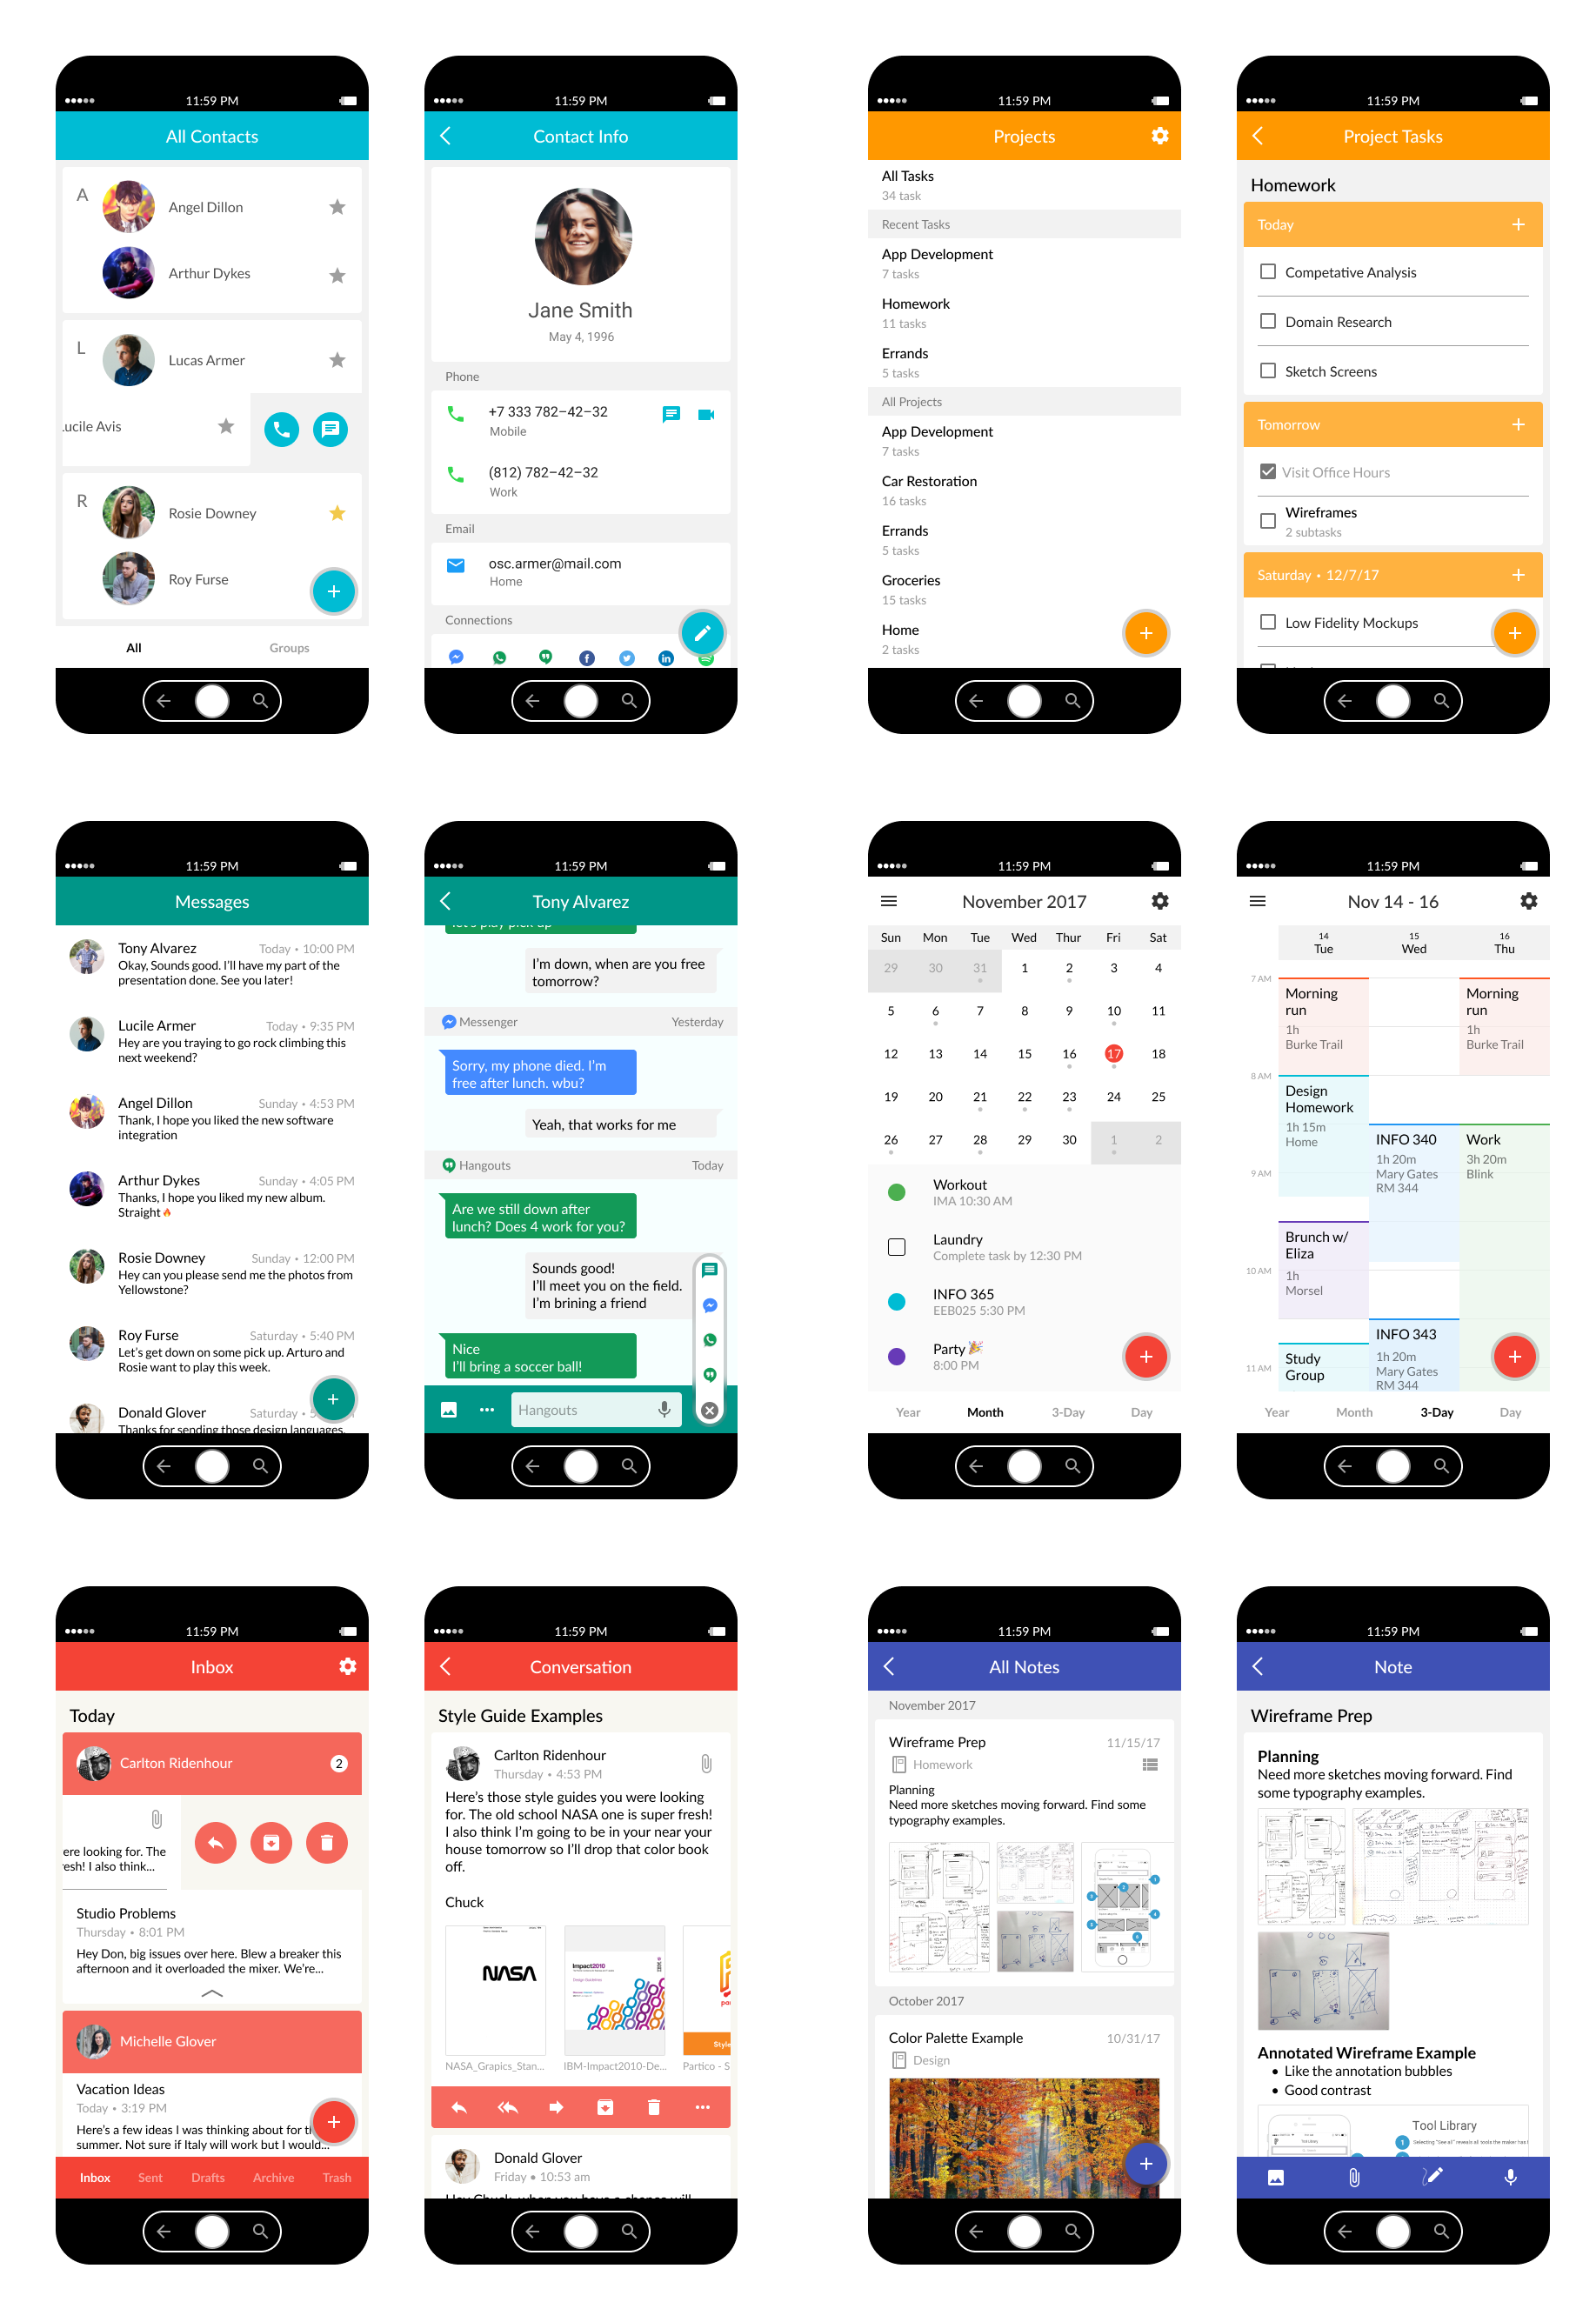 11:59 PM
All Contacts
A
Angel Dillon
Arthur Dykes
L
Lucas Armer
ucile Avis
R
Rosie Downey
Roy Furse
All Groups
11:59 PM
Contact Info
Jane Smith
May 4, 1996
Phone
+7 333 782–42–32
Mobile
(812) 782–42–32
Work
Email
osc.armer@mail.com
Home
Connections
11:59 PM
Projects
All Tasks
34 task
Recent Tasks
App Development
7 tasks
Homework
11 tasks
Errands
5 tasks
All Projects
App Development
7 tasks
Car Restoration
16 tasks
Errands
5 tasks
Groceries
15 tasks
Home
2 tasks
11:59 PM
Project Tasks
Homework
Today
Competative Analysis
Domain Research
Sketch Screens
Tomorrow
Visit Office Hours
Wireframes
2 subtasks
Saturday • 12/7/17
Low Fidelity Mockups
11:59 PM
Messages
Tony Alvarez Today • 10:00 PM
Okay, Sounds good. I'll have my part of the
presentation done. See you later!
Lucile Armer Today • 9:35 PM
Hey are you traying to go rock climbing this
next weekend?
Angel Dillon Sunday • 4:53 PM
Thank, I hope you liked the new software
integration
Arthur Dykes Sunday • 4:05 PM
Thanks, I hope you liked my new album.
Straight🔥
Rosie Downey Sunday • 12:00 PM
Hey can you please send me the photos from
Yellowstone?
Roy Furse Saturday • 5:40 PM
Let's get down on some pick up. Arturo and
Rosie want to play this week.
Donald Glover Saturday • 5
Thanks for sending those design languages.
11:59 PM
Tony Alvarez
let's play pick up
I'm down, when are you free
tomorrow?
Messenger Yesterday
Sorry, my phone died. I'm
free after lunch. wbu?
Yeah, that works for me
Hangouts Today
Are we still down after
lunch? Does 4 work for you?
Sounds good!
I'll meet you on the field.
I'm brining a friend
Nice
I'll bring a soccer ball!
Hangouts
11:59 PM
November 2017
Sun Mon Tue Wed Thur Fri Sat
29 30 31 1 2 3 4
5 6 7 8 9 10 11
12 13 14 15 16 17 18
19 20 21 22 23 24 25
26 27 28 29 30 1 2
Workout
IMA 10:30 AM
Laundry
Complete task by 12:30 PM
INFO 365
EEB025 5:30 PM
Party🎉
8:00 PM
Year Month 3-Day Day
11:59 PM
Nov 14 - 16
14 15 16
Tue Wed Thu
7 AM
Morning
run
1h
Burke Trail
Morning
run
1h
Burke Trail
8 AM
Design
Homework
1h 15m
Home
INFO 340
1h 20m
Mary Gates
RM 344
Work
3h 20m
Blink
9 AM
Brunch w/
Eliza
1h
Morsel
10 AM
INFO 343
1h 20m
Mary Gates
RM 344
Study
Group
11 AM
Year Month 3-Day Day
11:59 PM
Inbox
Today
Carlton Ridenhour 2
ere looking for. The
esh! I also think...
Studio Problems
Thursday • 8:01 PM
Hey Don, big issues over here. Blew a breaker this
afternoon and it overloaded the mixer. We're...
Michelle Glover
Vacation Ideas
Today • 3:19 PM
Here's a few ideas I was thinking about for th
summer. Not sure if Italy will work but I would...
Inbox Sent Drafts Archive Trash
11:59 PM
Conversation
Style Guide Examples
Carlton Ridenhour
Thursday • 4:53 PM
Here's those style guides you were looking
for. The old school NASA one is super fresh!
I also think I'm going to be in your near your
house tomorrow so I'll drop that color book
off.
Chuck
NASA
Impact2010
Style
NASA_Grapics_Stan... IBM-Impact2010-De... Partico - S
Donald Glover
Friday • 10:53 am
Hey Chuck when you have a chance will
11:59 PM
All Notes
November 2017
Wireframe Prep 11/15/17
Homework
Planning
Need more sketches moving forward. Find some
typography examples.
October 2017
Color Palette Example 10/31/17
Design
11:59 PM
Note
Wireframe Prep
Planning
Need more sketches moving forward. Find
some typography examples.
Annotated Wireframe Example
• Like the annotation bubbles
• Good contrast
Tool Library
1 Selecting "See all" reveals all tools the maker has